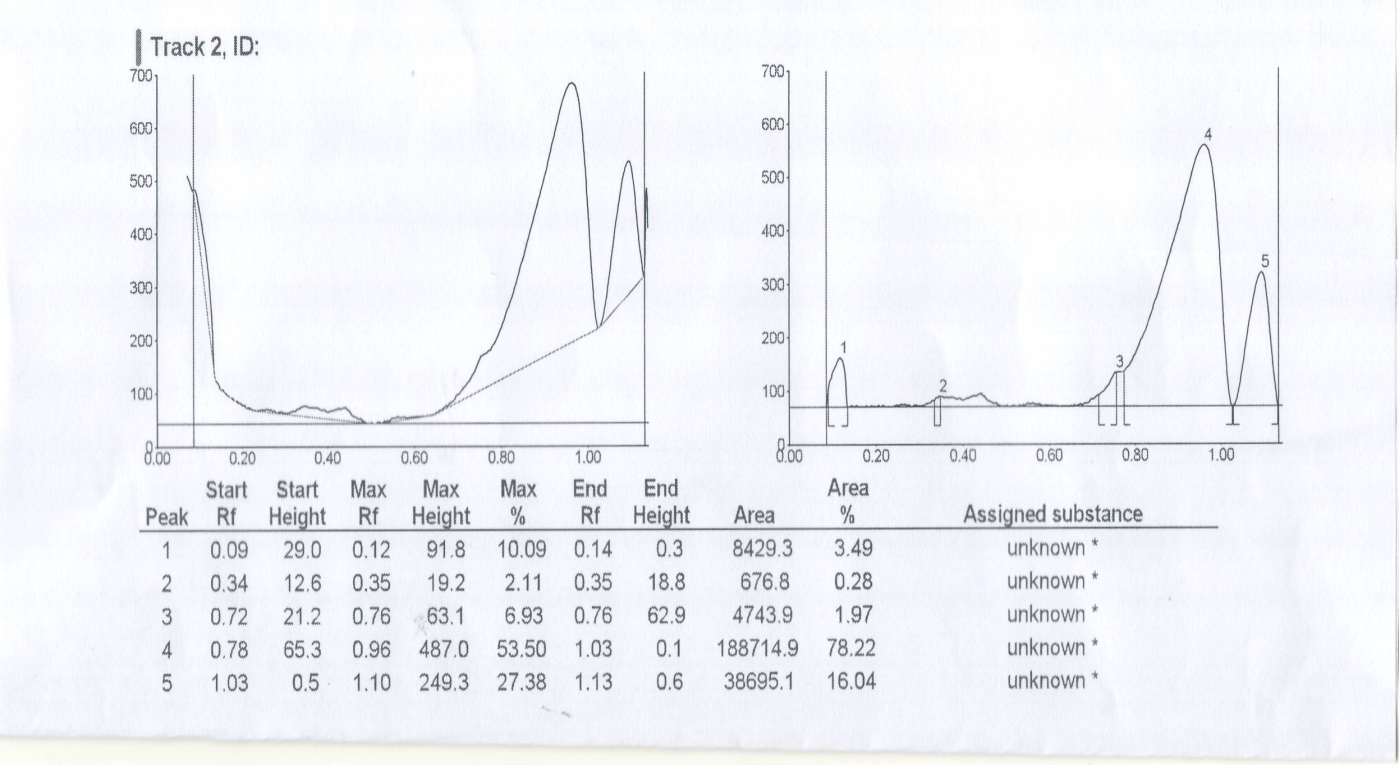 Track 2, ID:
700
600
500
400
300
200
100
0
0.00 0.20 0.40 0.60 0.80 1.00
700
600
500
400
300
200
100
0
0.00 0.20 0.40 0.60 0.80 1.00
1
2
3
4
5
Start Start Max Max Max End End Area
Peak Rf Height Rf Height % Rf Height Area % Assigned substance
1 0.09 29.0 0.12 91.8 10.09 0.14 0.3 8429.3 3.49 unknown *
2 0.34 12.6 0.35 19.2 2.11 0.35 18.8 676.8 0.28 unknown *
3 0.72 21.2 0.76 63.1 6.93 0.76 62.9 4743.9 1.97 unknown *
4 0.78 65.3 0.96 487.0 53.50 1.03 0.1 188714.9 78.22 unknown *
5 1.03 0.5 1.10 249.3 27.38 1.13 0.6 38695.1 16.04 unknown *